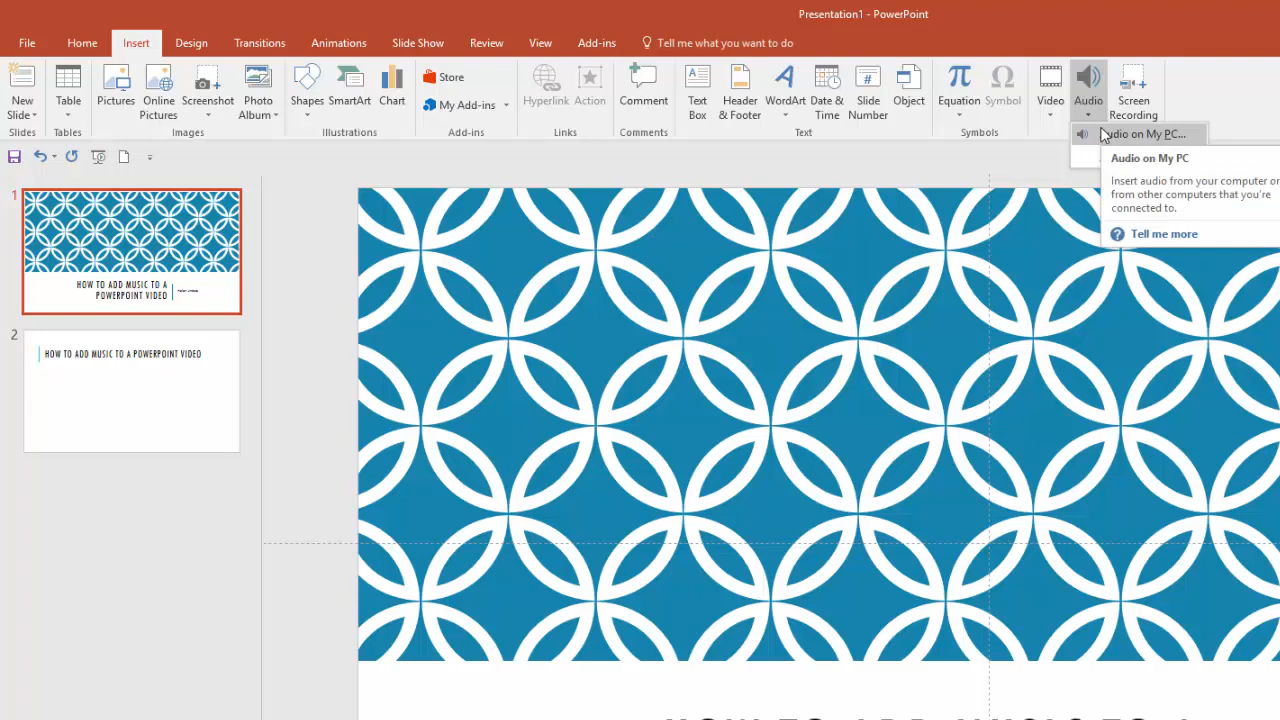 Presentation1 - PowerPoint
File Home Insert Design Transitions Animations Slide Show Review View Add-ins Tell me what you want to do
New Slide
Table
Pictures
Online Pictures
Screenshot
Photo Album
Shapes
SmartArt
Chart
Store
My Add-ins
Hyperlink
Action
Comment
Text Box
Header & Footer
WordArt
Date & Time
Slide Number
Object
Equation
Symbol
Video
Audio
Screen Recording
Slides Tables Images Illustrations Add-ins Links Comments Text Symbols
on My PC...
Audio on My PC
Insert audio from your computer or
from other computers that you're
connected to.
Tell me more
1
HOW TO ADD MUSIC TO A
POWERPOINT VIDEO
2
HOW TO ADD MUSIC TO A POWERPOINT VIDEO